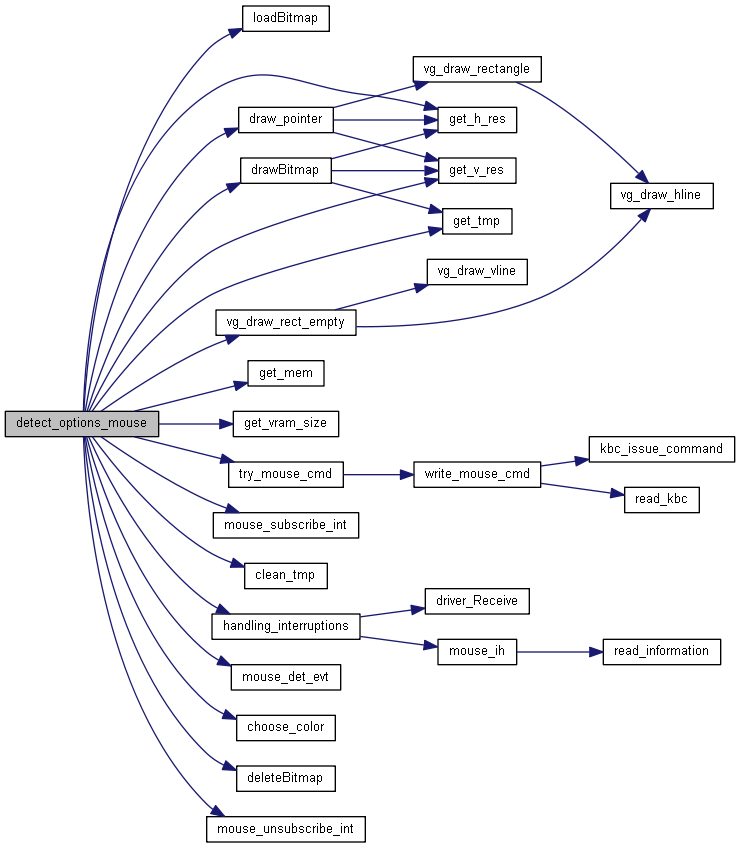 loadBitmap
vg_draw_rectangle
draw_pointer
get_h_res
drawBitmap
get_v_res
vg_draw_hline
get_tmp
vg_draw_vline
vg_draw_rect_empty
get_mem
detect_options_mouse
get_vram_size
kbc_issue_command
try_mouse_cmd
write_mouse_cmd
read_kbc
mouse_subscribe_int
clean_tmp
driver_Receive
handling_interruptions
mouse_ih
read_information
mouse_det_evt
choose_color
deleteBitmap
mouse_unsubscribe_int